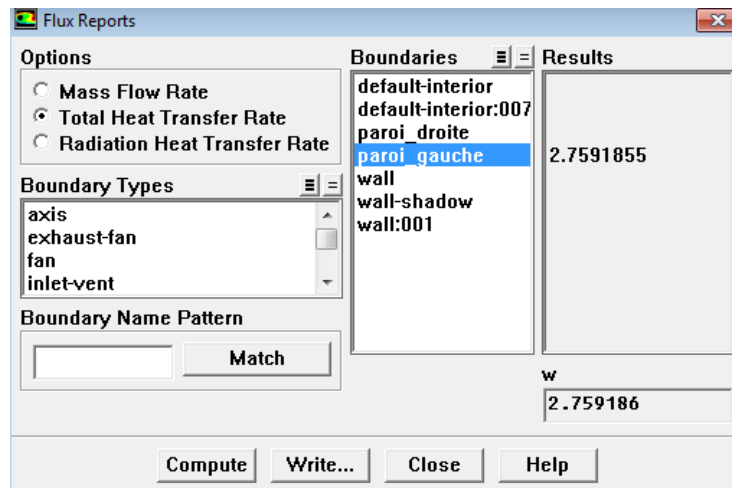 Flux Reports
Options
Mass Flow Rate
Total Heat Transfer Rate
Radiation Heat Transfer Rate
Boundary Types
axis
exhaust-fan
fan
inlet-vent
Boundary Name Pattern
Match
Boundaries
default-interior
default-interior:007
paroi_droite
paroi_gauche
wall
wall-shadow
wall:001
Results
2.7591855
w
2.759186
Compute
Write...
Close
Help